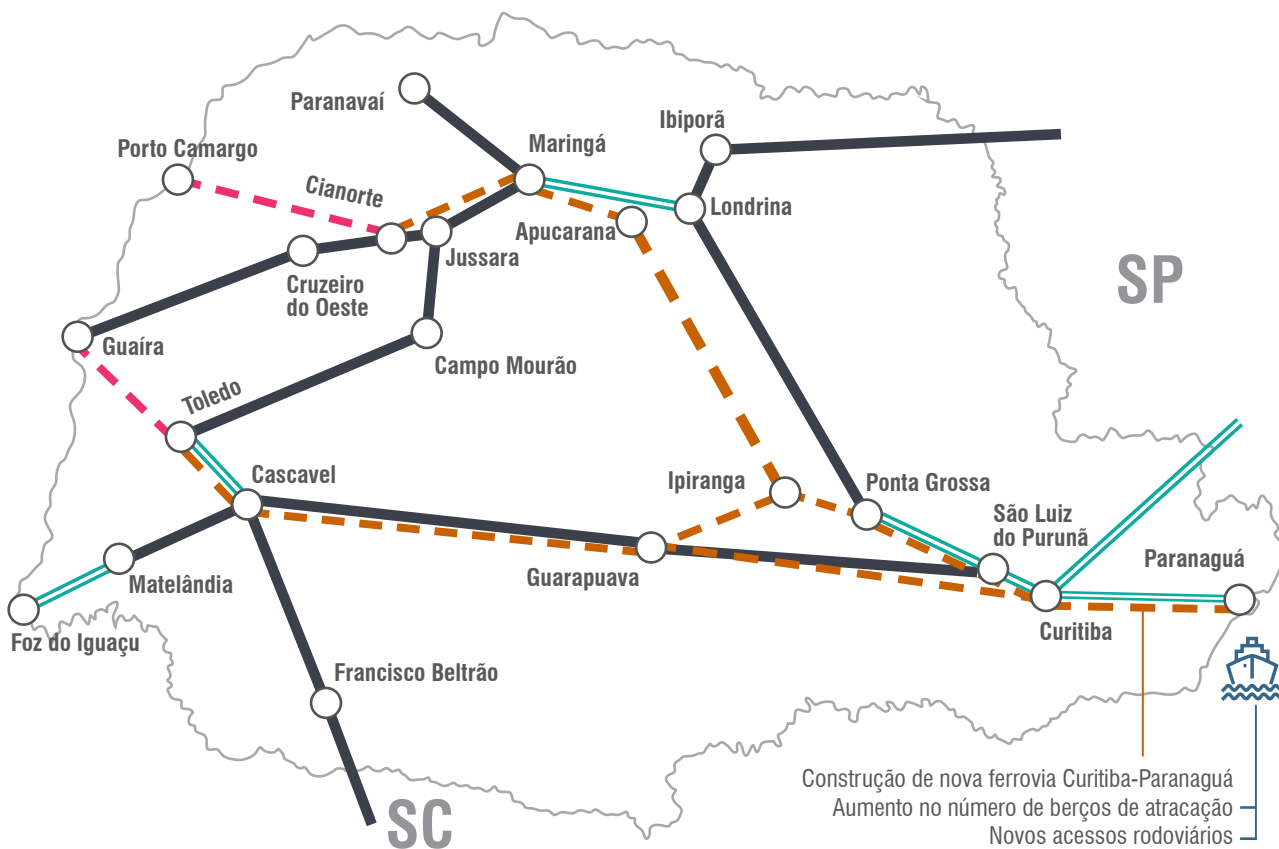 Paranavaí
Ibiporã
Maringá
Porto Camargo
Cianorte
Londrina
Apucarana
Jussara
Cruzeiro
do Oeste
SP
Guaíra
Campo Mourão
Toledo
Cascavel
Ipiranga
Ponta Grossa
São Luiz
do Purunã
Paranaguá
Guarapuava
Matelândia
Curitiba
Foz do Iguaçu
Francisco Beltrão
SC
Construção de nova ferrovia Curitiba-Paranaguá
Aumento no número de berços de atracação
Novos acessos rodoviários